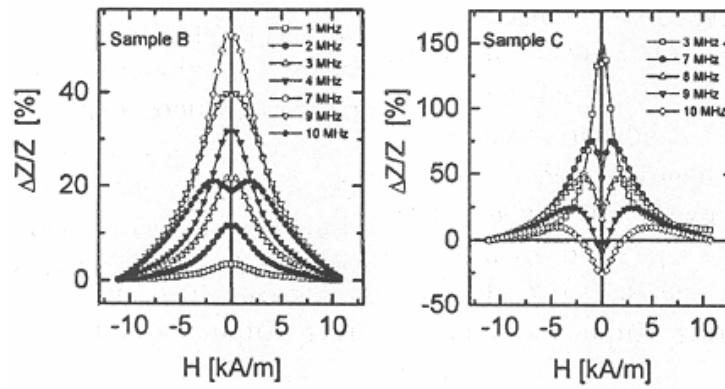 Sample B
1 MHz
2 MHz
3 MHz
4 MHz
7 MHz
9 MHz
10 MHz
ΔZ/Z [%]
40
20
0
-10 -5 0 5 10
H [kA/m]
Sample C
3 MHz
7 MHz
8 MHz
9 MHz
10 MHz
ΔZ/Z [%]
150
100
50
0
-50
-10 -5 0 5 10
H [kA/m]